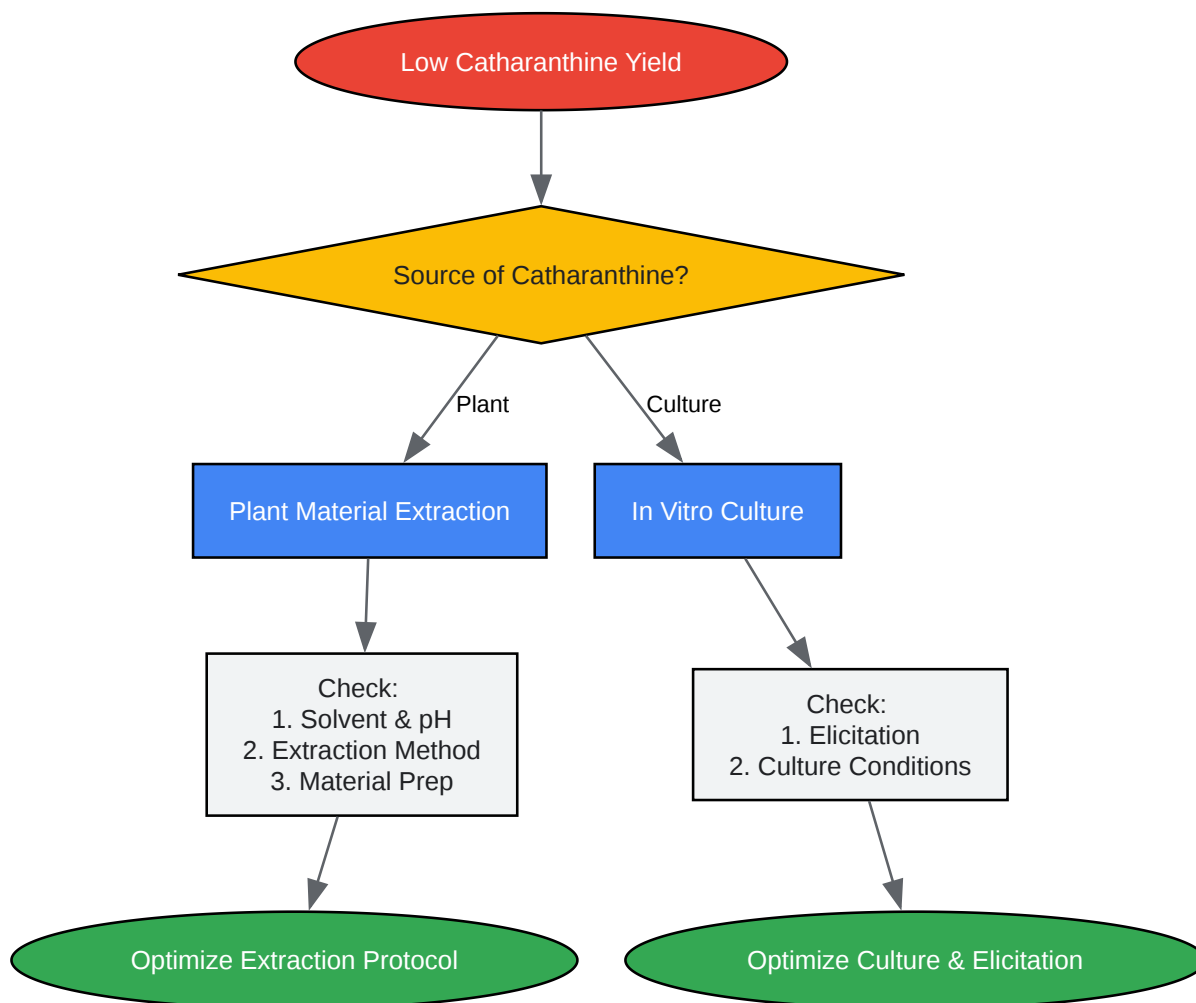 Low Catharanthine Yield
Source of Catharanthine?
Plant
Culture
Plant Material Extraction
In Vitro Culture
Check:
1. Solvent & pH
2. Extraction Method
3. Material Prep
Check:
1. Elicitation
2. Culture Conditions
Optimize Extraction Protocol
Optimize Culture & Elicitation